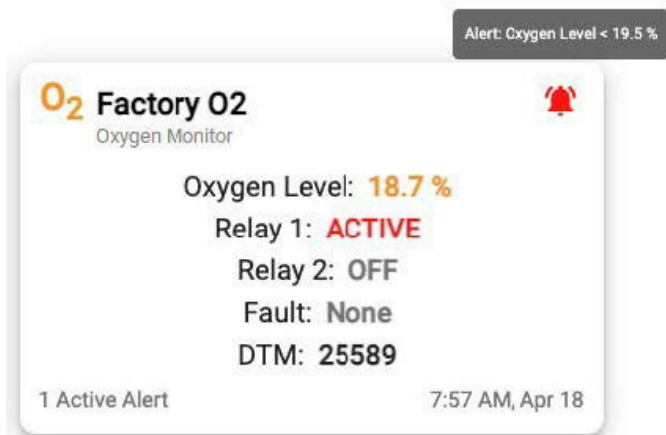 Alert: Oxygen Level < 19.5 %
O2 Factory O2
Oxygen Monitor
Oxygen Level: 18.7 %
Relay 1: ACTIVE
Relay 2: OFF
Fault: None
DTM: 25589
1 Active Alert 7:57 AM, Apr 18